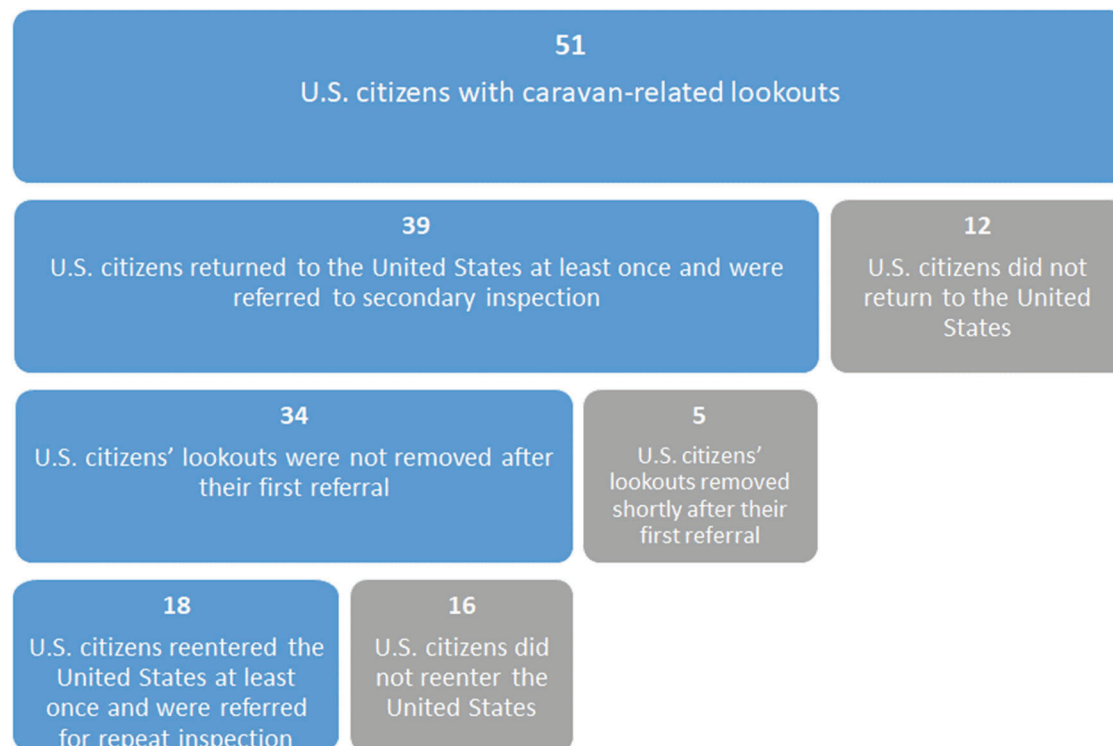 51
U.S. citizens with caravan-related lookouts
39
U.S. citizens returned to the United States at least once and were
referred to secondary inspection
12
U.S. citizens did not
return to the United
States
34
U.S. citizens’ lookouts were not removed after
their first referral
5
U.S. citizens’
lookouts removed
shortly after their
first referral
18
U.S. citizens reentered the
United States at least
once and were referred
for repeat inspection
16
U.S. citizens did
not reenter the
United States